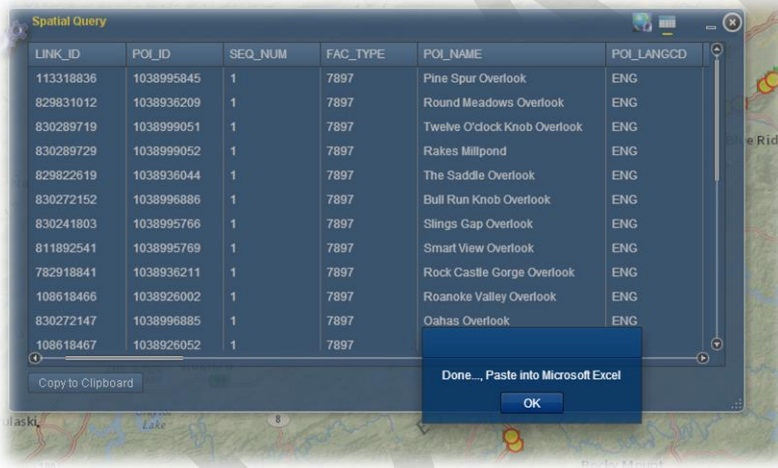 Spatial Query
LINK_ID POI_ID SEQ_NUM FAC_TYPE POI_NAME POI_LANGCD
113318836 1038995845 1 7897 Pine Spur Overlook ENG
829831012 1038936209 1 7897 Round Meadows Overlook ENG
830289719 1038999051 1 7897 Twelve O'clock Knob Overlook ENG
830289729 1038999052 1 7897 Rakes Millpond ENG
829822619 1038936044 1 7897 The Saddle Overlook ENG
830272152 1038996886 1 7897 Bull Run Knob Overlook ENG
830241803 1038995766 1 7897 Slings Gap Overlook ENG
811892541 1038995769 1 7897 Smart View Overlook ENG
782918841 1038936211 1 7897 Rock Castle Gorge Overlook ENG
108618466 1038926002 1 7897 Roanoke Valley Overlook ENG
830272147 1038996885 1 7897 Oahas Overlook ENG
108618467 1038926052 1 7897
Copy to Clipboard
Done..., Paste into Microsoft Excel
OK
e Rid
ulaski
Lake
8
Rocky Mount